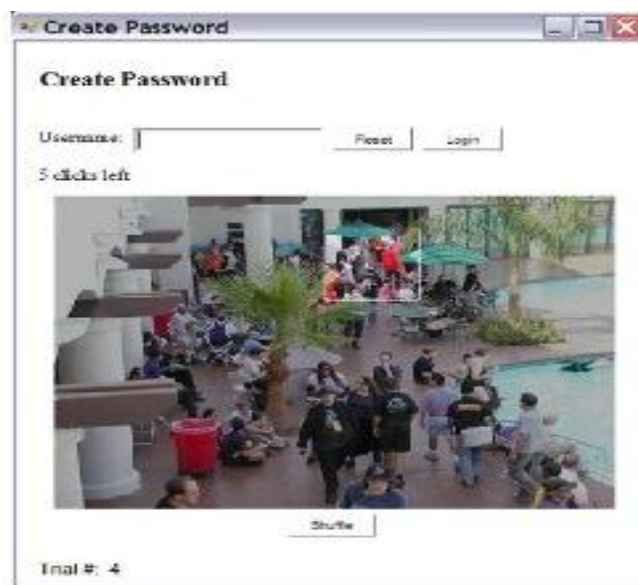 Create Password
Create Password
Username: Reset Login
5 clicks left
Shuffle
Trial #: 4